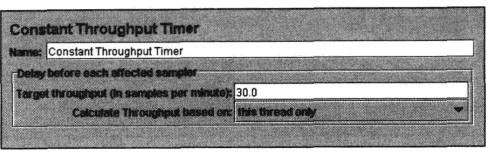 Constant Throughput Timer
Name: Constant Throughput Timer
Delay before each affected sampler
Target throughput (in samples per minute): 30.0
Calculate Throughput based on: this thread only